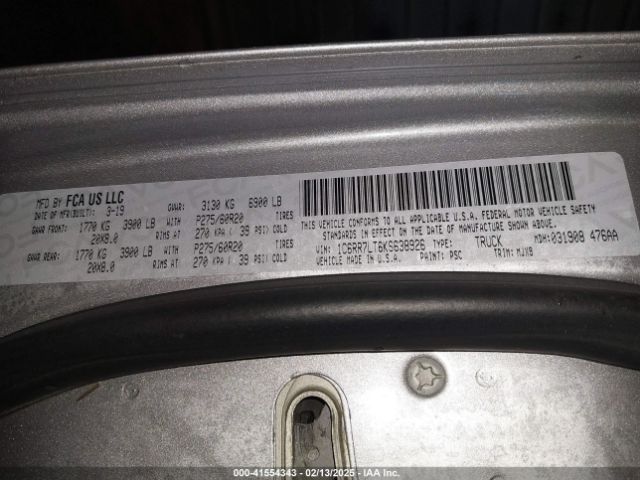 MFD BY FCA US LLC
DATE OF MFR(BUILT): 3-19 GVWR: 3130 KG 6900 LB
GAWR FRONT: 1770 KG 3900 LB WITH P275/60R20 TIRES
20X8.0 RIMS AT 270 KPA ( 39 PSI) COLD
GAWR REAR: 1770 KG 3900 LB WITH P275/60R20 TIRES
20X8.0 RIMS AT 270 KPA ( 39 PSI) COLD
THIS VEHICLE CONFORMS TO ALL APPLICABLE U.S.A. FEDERAL MOTOR VEHICLE SAFETY
STANDARDS IN EFFECT ON THE DATE OF MANUFACTURE SHOWN ABOVE.
VIN: 1C6RR7LT6KS638926 TYPE: TRUCK MDH: 031908 476AA
VEHICLE MADE IN U.S.A. PAINT: PSC TRIM: MJX9
000-41554343 - 02/13/2025 - IAA Inc.